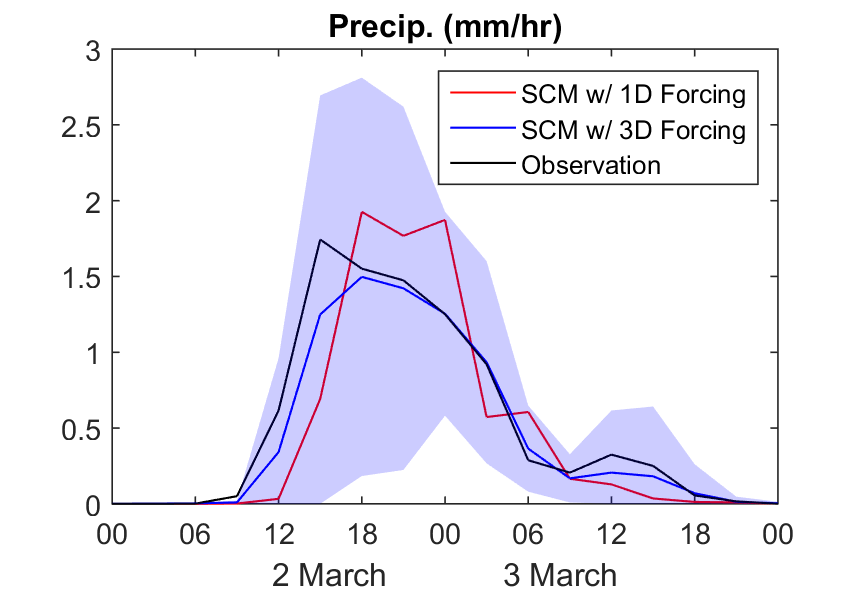 Precip. (mm/hr)
3
2.5
2
1.5
1
0.5
0
SCM w/ 1D Forcing
SCM w/ 3D Forcing
Observation
00 06 12 18 00 06 12 18 00
2 March 3 March